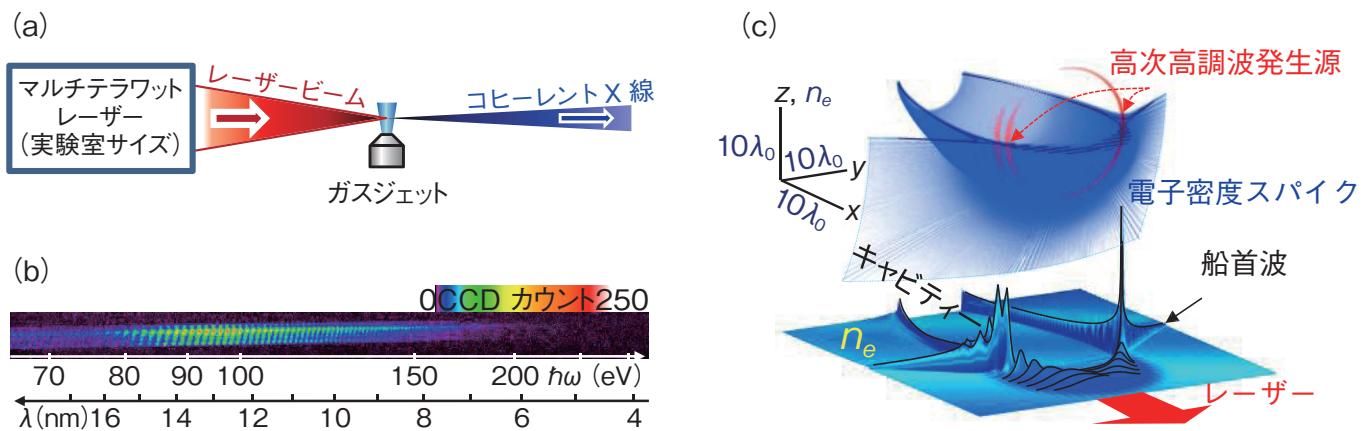 (a)
マルチテラワット
レーザー
(実験室サイズ)
レーザービーム
コヒーレント X 線
ガスジェット
(b)
0CCD カウント250
70 80 90 100 150 200 ħω (eV)
λ(nm) 16 14 12 10 8 6 4
(c)
高次高調波発生源
z, nₑ
10λ₀
10λ₀
y
x
10λ₀
電子密度スパイク
キャビティ
船首波
nₑ
レーザー